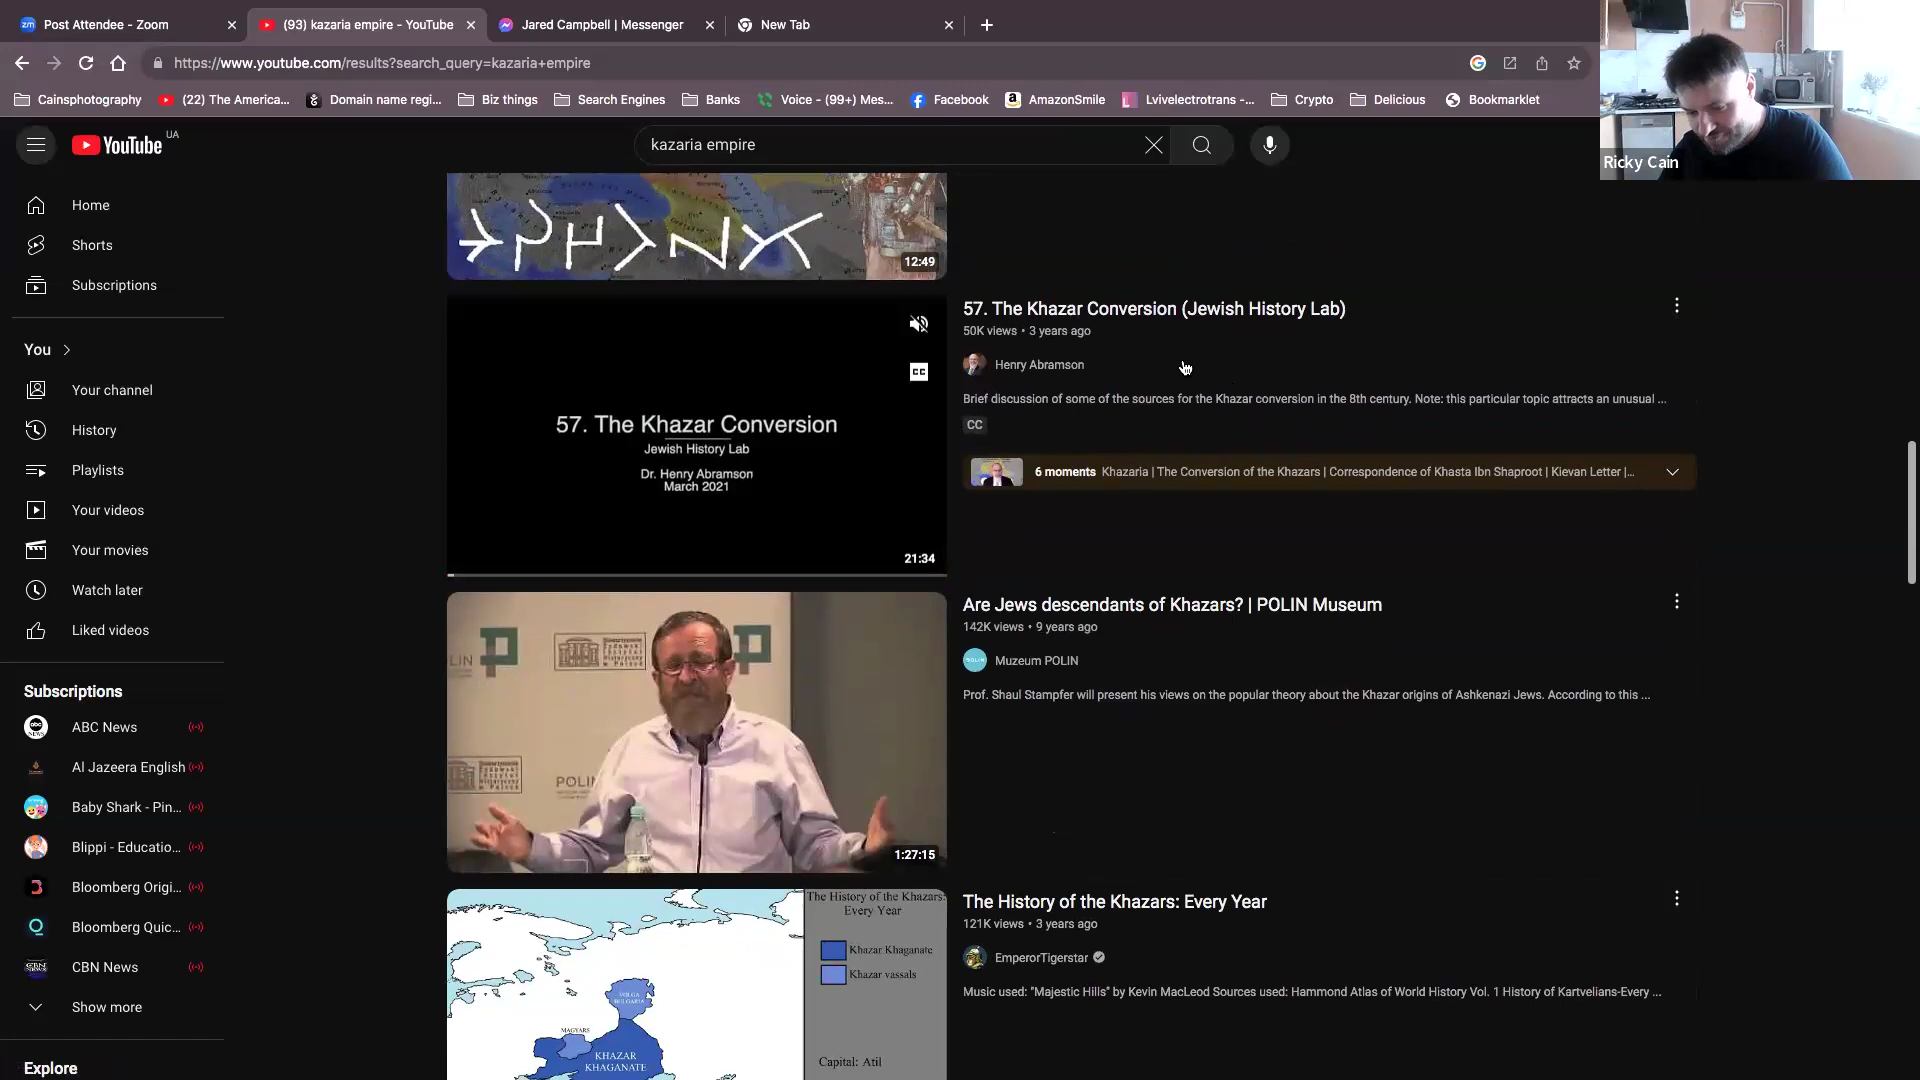 Post Attendee - Zoom
(93) kazaria empire - YouTube
Jared Campbell | Messenger
New Tab
https://www.youtube.com/results?search_query=kazaria+empire
Cainsphotography
(22) The America...
Domain name regi...
Biz things
Search Engines
Banks
Voice - (99+) Mes...
Facebook
AmazonSmile
Lvivelectrotrans -...
Crypto
Delicious
Bookmarklet
Ricky Cain
YouTube UA
kazaria empire
Home
Shorts
Subscriptions
You
Your channel
History
Playlists
Your videos
Your movies
Watch later
Liked videos
Subscriptions
ABC News
Al Jazeera English
Baby Shark - Pin...
Blippi - Educatio...
Bloomberg Origi...
Bloomberg Quic...
CBN News
Show more
Explore
12:49
57. The Khazar Conversion
Jewish History Lab
Dr. Henry Abramson
March 2021
CC
21:34
57. The Khazar Conversion (Jewish History Lab)
50K views • 3 years ago
Henry Abramson
Brief discussion of some of the sources for the Khazar conversion in the 8th century. Note: this particular topic attracts an unusual ...
CC
6 moments Khazaria | The Conversion of the Khazars | Correspondence of Khasta Ibn Shaproot | Kievan Letter |...
POLIN
1:27:15
Are Jews descendants of Khazars? | POLIN Museum
142K views • 9 years ago
Muzeum POLIN
Prof. Shaul Stampfer will present his views on the popular theory about the Khazar origins of Ashkenazi Jews. According to this ...
The History of the Khazars:
Every Year
Khazar Khaganate
Khazar vassals
VOLGA
BULGARIA
MAGYARS
KHAZAR
KHAGANATE
Capital: Atil
The History of the Khazars: Every Year
121K views • 3 years ago
EmperorTigerstar
Music used: "Majestic Hills" by Kevin MacLeod Sources used: Hammond Atlas of World History Vol. 1 History of Kartvelians-Every ...